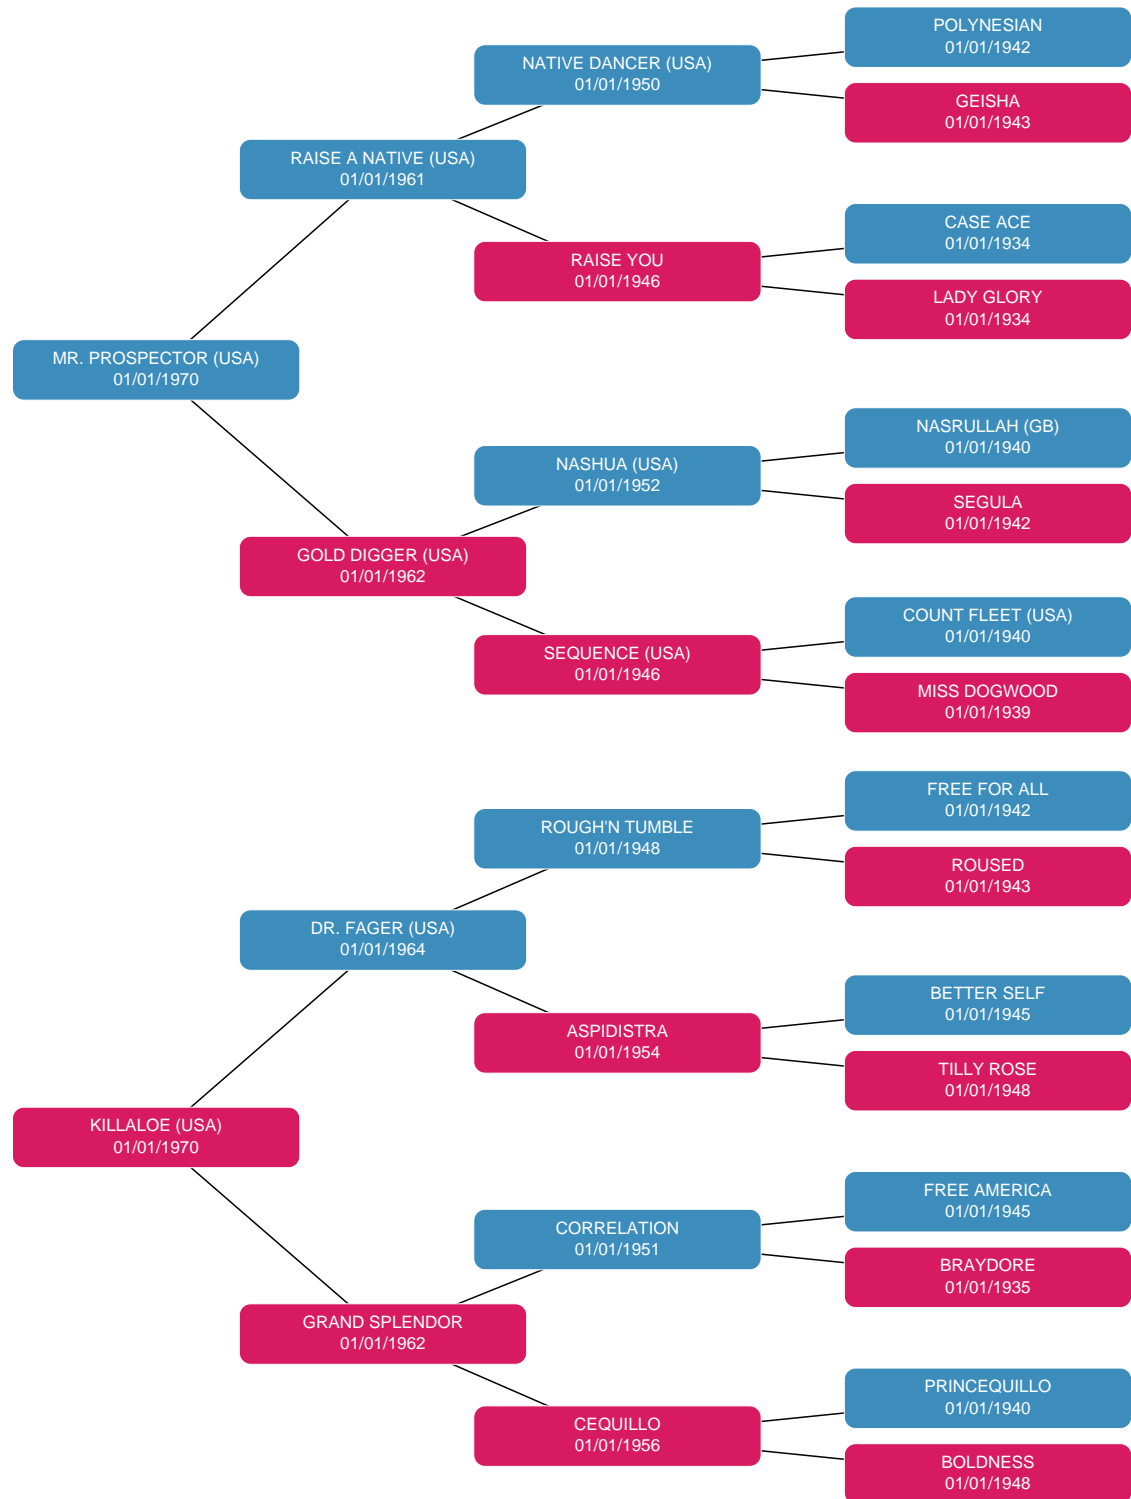 POLYNESIAN
01/01/1942
NATIVE DANCER (USA)
01/01/1950
GEISHA
01/01/1943
RAISE A NATIVE (USA)
01/01/1961
CASE ACE
01/01/1934
RAISE YOU
01/01/1946
LADY GLORY
01/01/1934
MR. PROSPECTOR (USA)
01/01/1970
NASRULLAH (GB)
01/01/1940
NASHUA (USA)
01/01/1952
SEGULA
01/01/1942
GOLD DIGGER (USA)
01/01/1962
COUNT FLEET (USA)
01/01/1940
SEQUENCE (USA)
01/01/1946
MISS DOGWOOD
01/01/1939
FREE FOR ALL
01/01/1942
ROUGH'N TUMBLE
01/01/1948
ROUSED
01/01/1943
DR. FAGER (USA)
01/01/1964
BETTER SELF
01/01/1945
ASPIDISTRA
01/01/1954
TILLY ROSE
01/01/1948
KILLALOE (USA)
01/01/1970
FREE AMERICA
01/01/1945
CORRELATION
01/01/1951
BRAYDORE
01/01/1935
GRAND SPLENDOR
01/01/1962
PRINCEQUILLO
01/01/1940
CEQUILLO
01/01/1956
BOLDNESS
01/01/1948